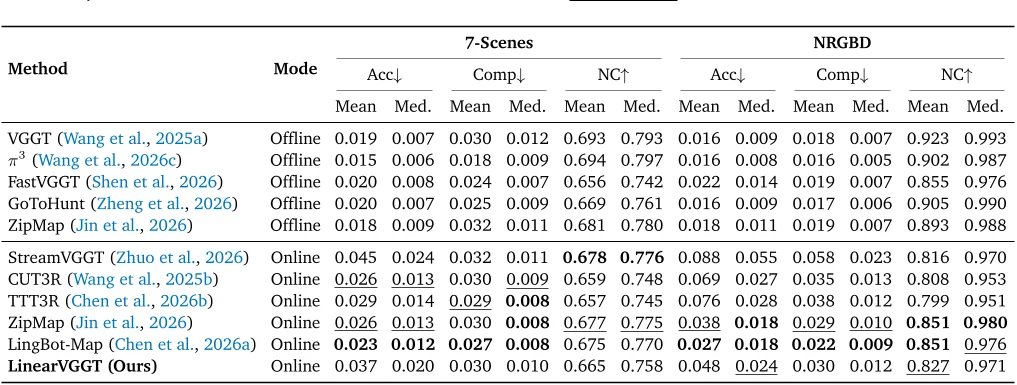 7-Scenes NRGBD
Method Mode Acc↓ Comp↓ NC↑ Acc↓ Comp↓ NC↑
Mean Med. Mean Med. Mean Med. Mean Med. Mean Med. Mean Med.
VGGT (Wang et al., 2025a) Offline 0.019 0.007 0.030 0.012 0.693 0.793 0.016 0.009 0.018 0.007 0.923 0.993
π³ (Wang et al., 2026c) Offline 0.015 0.006 0.018 0.009 0.694 0.797 0.016 0.008 0.016 0.005 0.902 0.987
FastVGGT (Shen et al., 2026) Offline 0.020 0.008 0.024 0.007 0.656 0.742 0.022 0.014 0.019 0.007 0.855 0.976
GoToHunt (Zheng et al., 2026) Offline 0.020 0.007 0.025 0.009 0.669 0.761 0.016 0.009 0.017 0.006 0.905 0.990
ZipMap (Jin et al., 2026) Offline 0.018 0.009 0.032 0.011 0.681 0.780 0.018 0.011 0.019 0.007 0.893 0.988
StreamVGGT (Zhuo et al., 2026) Online 0.045 0.024 0.032 0.011 0.678 0.776 0.088 0.055 0.058 0.023 0.816 0.970
CUT3R (Wang et al., 2025b) Online 0.026 0.013 0.030 0.009 0.659 0.748 0.069 0.027 0.035 0.013 0.808 0.953
TTT3R (Chen et al., 2026b) Online 0.029 0.014 0.029 0.008 0.657 0.745 0.076 0.028 0.038 0.012 0.799 0.951
ZipMap (Jin et al., 2026) Online 0.026 0.013 0.030 0.008 0.677 0.775 0.038 0.018 0.029 0.010 0.851 0.980
LingBot-Map (Chen et al., 2026a) Online 0.023 0.012 0.027 0.008 0.675 0.770 0.027 0.018 0.022 0.009 0.851 0.976
LinearVGGT (Ours) Online 0.037 0.020 0.030 0.010 0.665 0.758 0.048 0.024 0.030 0.012 0.827 0.971